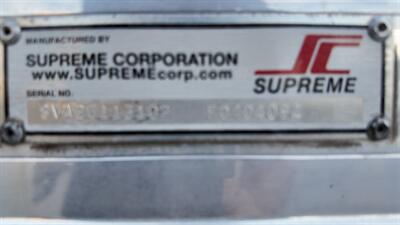 MANUFACTURED BY
SUPREME CORPORATION
www.SUPREMEcorp.com
SUPREME
SERIAL NO.